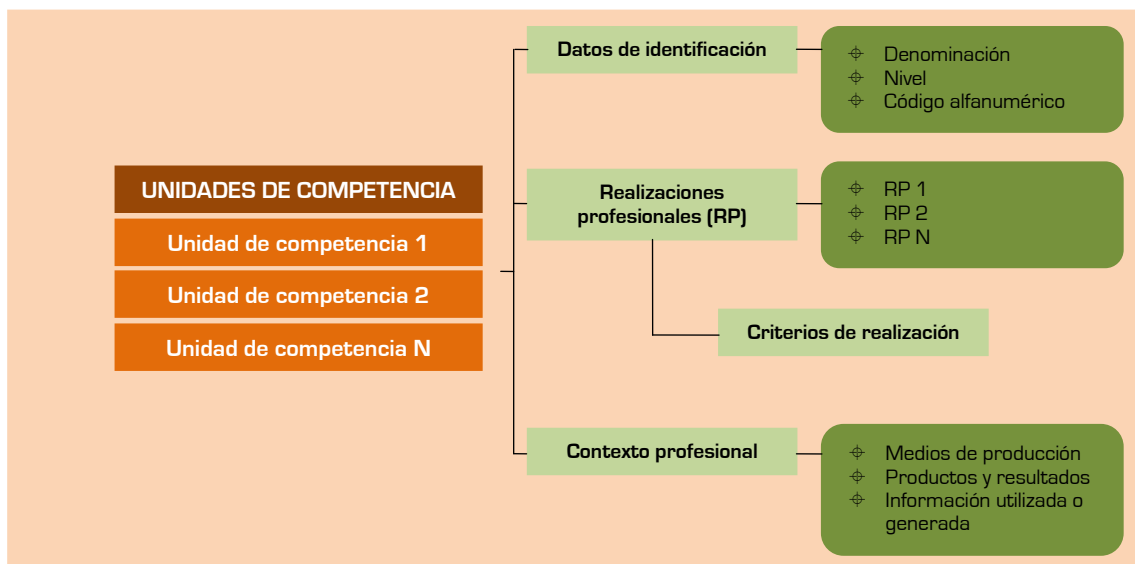 UNIDADES DE COMPETENCIA
Unidad de competencia 1
Unidad de competencia 2
Unidad de competencia N
Datos de identificación
Denominación
Nivel
Código alfanumérico
Realizaciones
profesionales (RP)
RP 1
RP 2
RP N
Criterios de realización
Contexto profesional
Medios de producción
Productos y resultados
Información utilizada o
generada